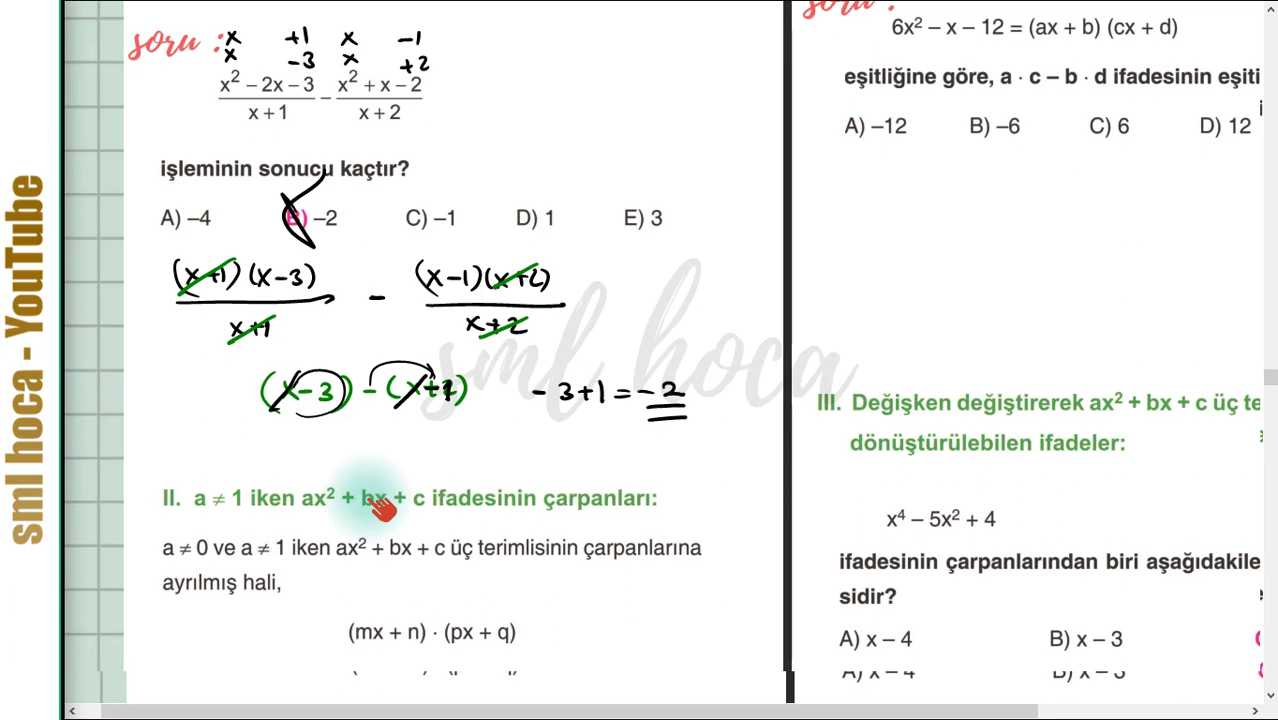 sml hoca - YouTube
soru :
x +1 x -1
x -3 x +2
x² – 2x – 3 / x + 1 – x² + x – 2 / x + 2
işleminin sonucu kaçtır?
A) –4 B) –2 C) –1 D) 1 E) 3
(x+1)(x-3) / x+1 - (x-1)(x+2) / x+2
sml hoca
(x-3) - (x+1) -3+1 = -2
II. a ≠ 1 iken ax² + bx + c ifadesinin çarpanları:
a ≠ 0 ve a ≠ 1 iken ax² + bx + c üç terimlisinin çarpanlarına
ayrılmış hali,
(mx + n) · (px + q)
soru :
6x² – x – 12 = (ax + b) (cx + d)
eşitliğine göre, a · c – b · d ifadesinin eşiti
A) –12 B) –6 C) 6 D) 12
III. Değişken değiştirerek ax² + bx + c üç te
dönüştürülebilen ifadeler:
x⁴ – 5x² + 4
ifadesinin çarpanlarından biri aşağıdakile
sidir?
A) x – 4 B) x – 3